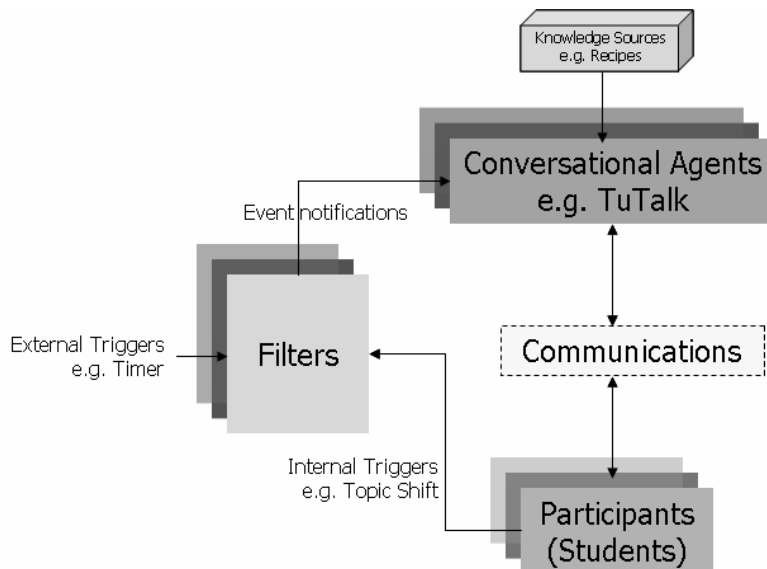 Knowledge Sources
e.g. Recipes
Conversational Agents
e.g. TuTalk
Event notifications
External Triggers
e.g. Timer
Filters
Communications
Internal Triggers
e.g. Topic Shift
Participants
(Students)